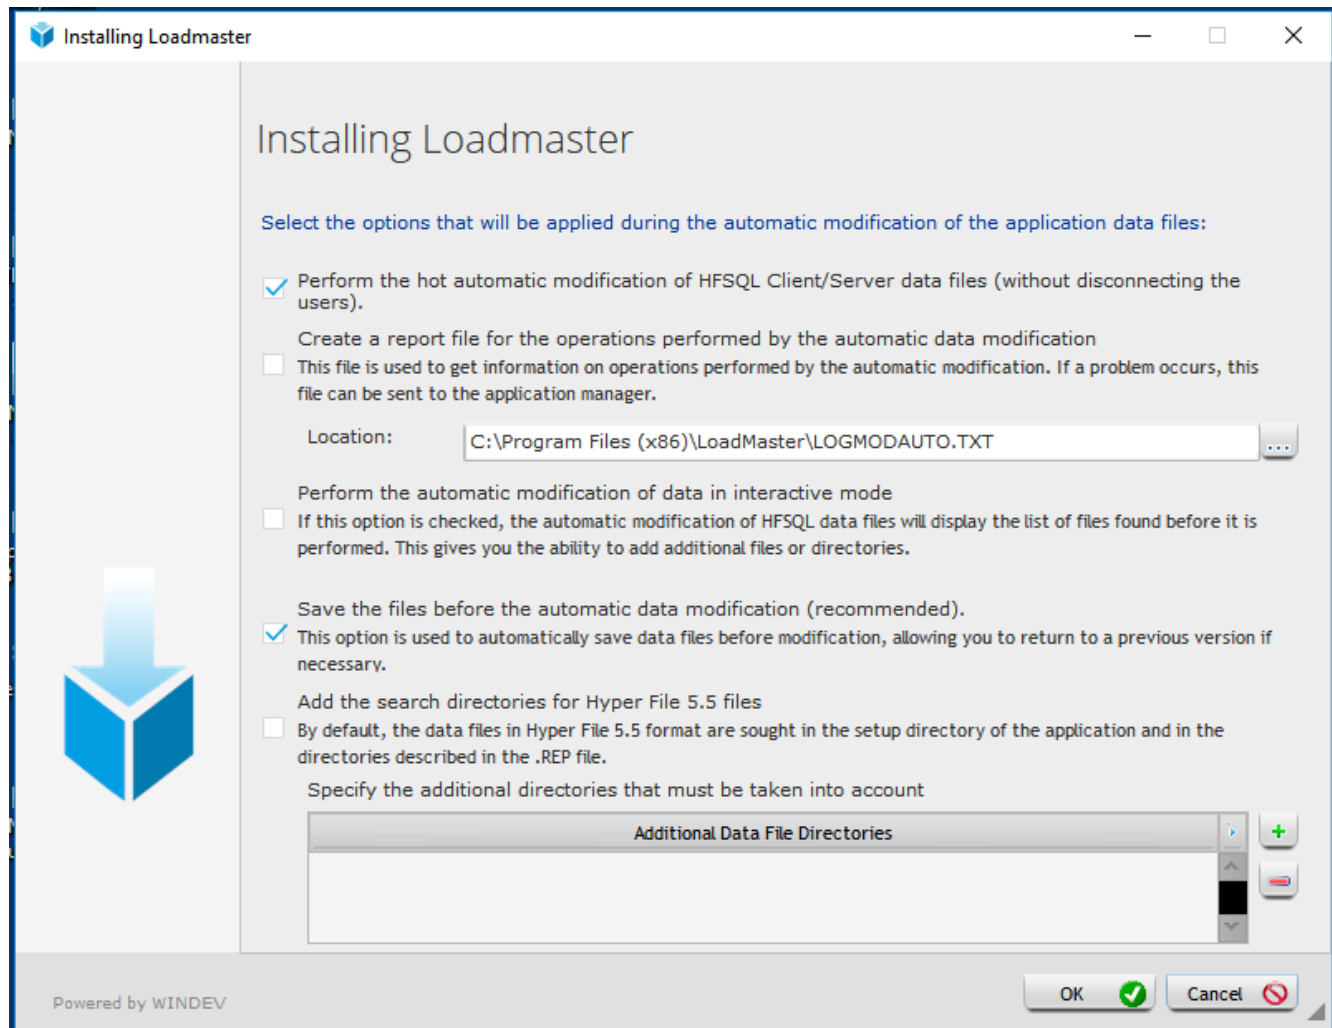 Installing Loadmaster
Installing Loadmaster
Select the options that will be applied during the automatic modification of the application data files:
Perform the hot automatic modification of HFSQL Client/Server data files (without disconnecting the
users).
Create a report file for the operations performed by the automatic data modification
This file is used to get information on operations performed by the automatic modification. If a problem occurs, this
file can be sent to the application manager.
Location:
C:\Program Files (x86)\LoadMaster\LOGMODAUTO.TXT
...
Perform the automatic modification of data in interactive mode
If this option is checked, the automatic modification of HFSQL data files will display the list of files found before it is
performed. This gives you the ability to add additional files or directories.
Save the files before the automatic data modification (recommended).
This option is used to automatically save data files before modification, allowing you to return to a previous version if
necessary.
Add the search directories for Hyper File 5.5 files
By default, the data files in Hyper File 5.5 format are sought in the setup directory of the application and in the
directories described in the .REP file.
Specify the additional directories that must be taken into account
Additional Data File Directories
Powered by WINDEV
OK
Cancel